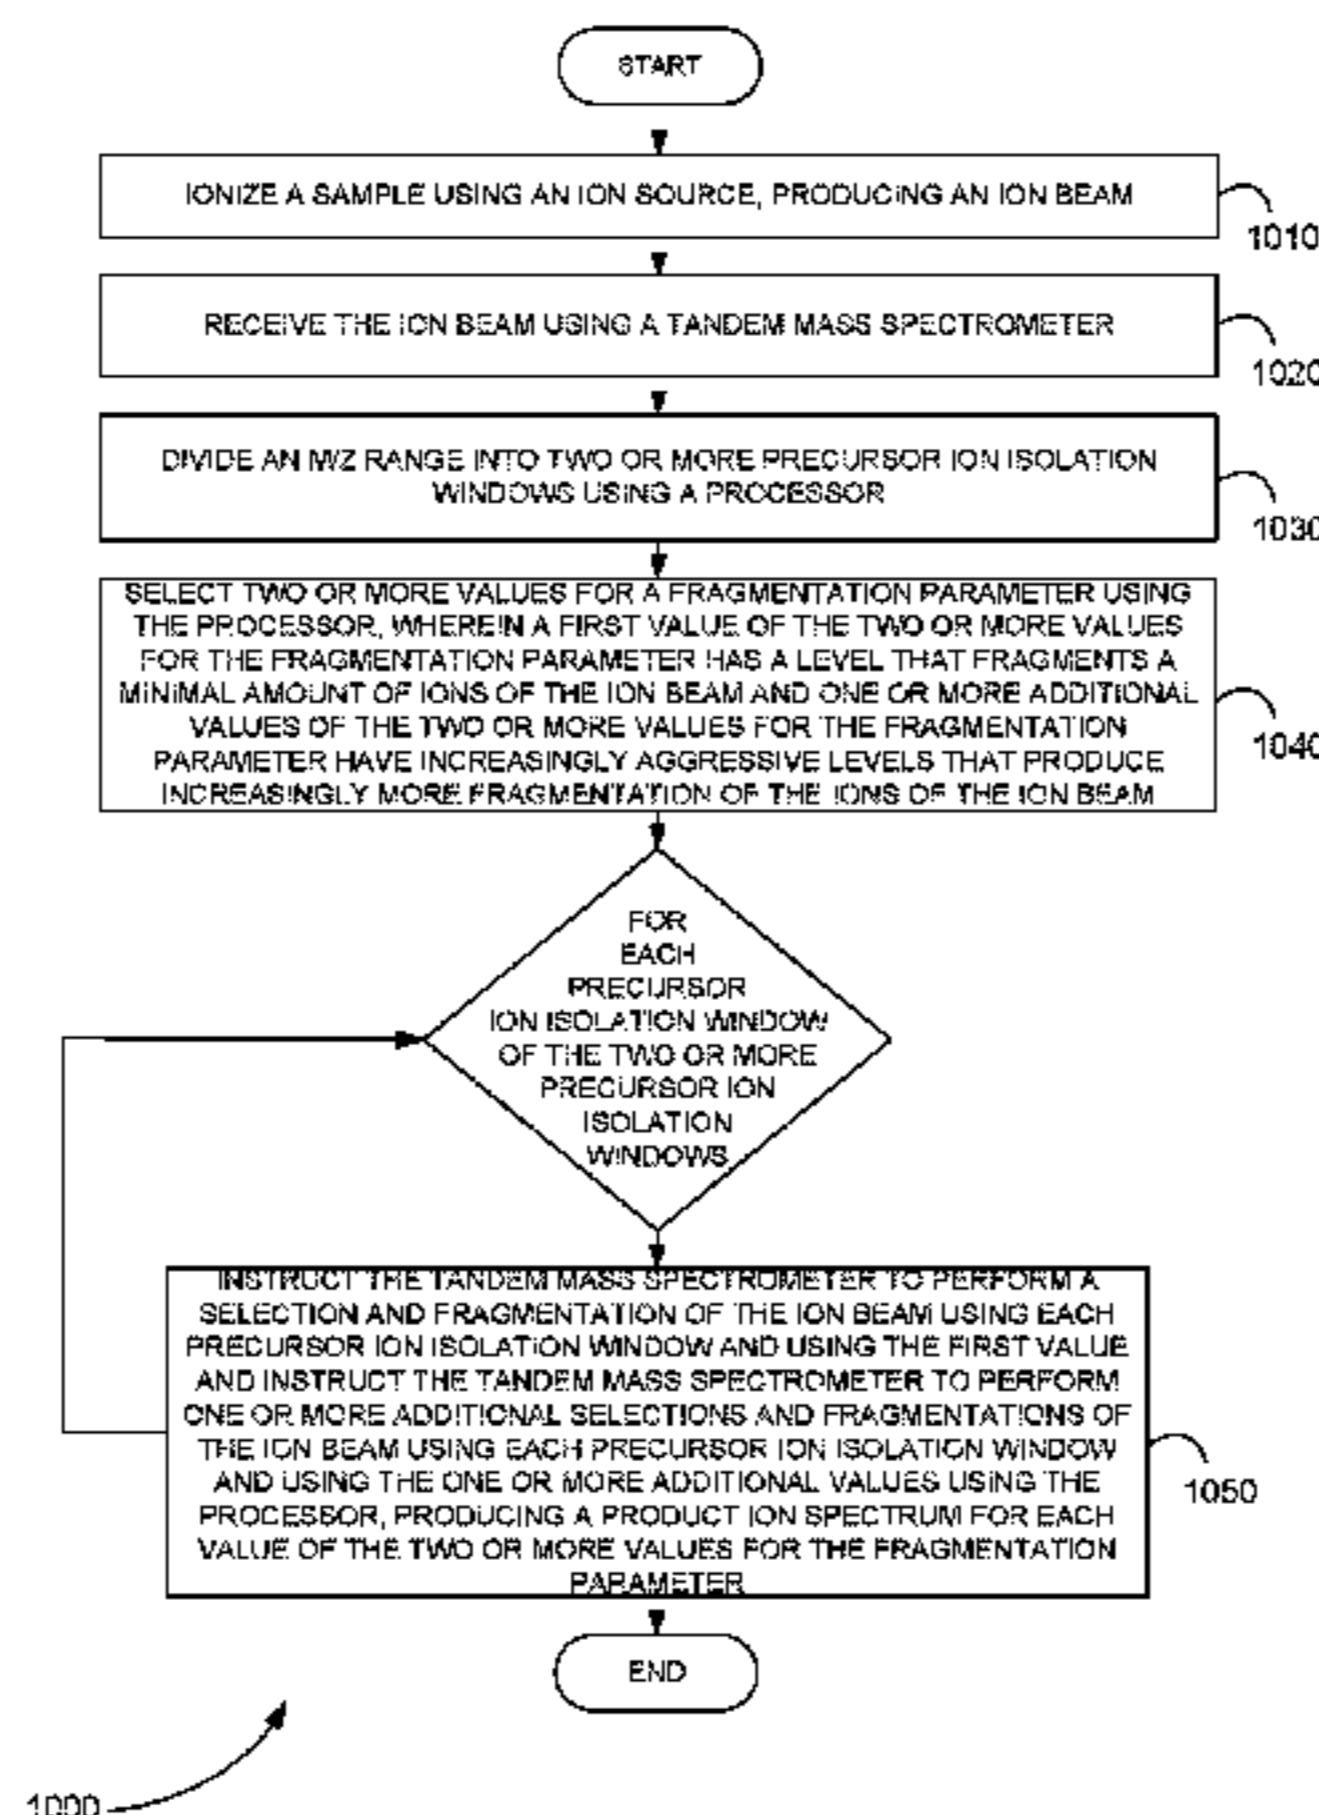 START
IONIZE A SAMPLE USING AN ION SOURCE, PRODUCING AN ION BEAM
1010
RECEIVE THE ION BEAM USING A TANDEM MASS SPECTROMETER
1020
DIVIDE AN M/Z RANGE INTO TWO OR MORE PRECURSOR ION ISOLATION
WINDOWS USING A PROCESSOR
1030
SELECT TWO OR MORE VALUES FOR A FRAGMENTATION PARAMETER USING
THE PROCESSOR, WHEREIN A FIRST VALUE OF THE TWO OR MORE VALUES
FOR THE FRAGMENTATION PARAMETER HAS A LEVEL THAT FRAGMENTS A
MINIMAL AMOUNT OF IONS OF THE ION BEAM AND ONE OR MORE ADDITIONAL
VALUES OF THE TWO OR MORE VALUES FOR THE FRAGMENTATION
PARAMETER HAVE INCREASINGLY AGGRESSIVE LEVELS THAT PRODUCE
INCREASINGLY MORE FRAGMENTATION OF THE IONS OF THE ION BEAM
1040
FOR
EACH
PRECURSOR
ION ISOLATION WINDOW
OF THE TWO OR MORE
PRECURSOR ION
ISOLATION
WINDOWS
INSTRUCT THE TANDEM MASS SPECTROMETER TO PERFORM A
SELECTION AND FRAGMENTATION OF THE ION BEAM USING EACH
PRECURSOR ION ISOLATION WINDOW AND USING THE FIRST VALUE
AND INSTRUCT THE TANDEM MASS SPECTROMETER TO PERFORM
ONE OR MORE ADDITIONAL SELECTIONS AND FRAGMENTATIONS OF
THE ION BEAM USING EACH PRECURSOR ION ISOLATION WINDOW
AND USING THE ONE OR MORE ADDITIONAL VALUES USING THE
PROCESSOR, PRODUCING A PRODUCT ION SPECTRUM FOR EACH
VALUE OF THE TWO OR MORE VALUES FOR THE FRAGMENTATION
PARAMETER
1050
END
1000